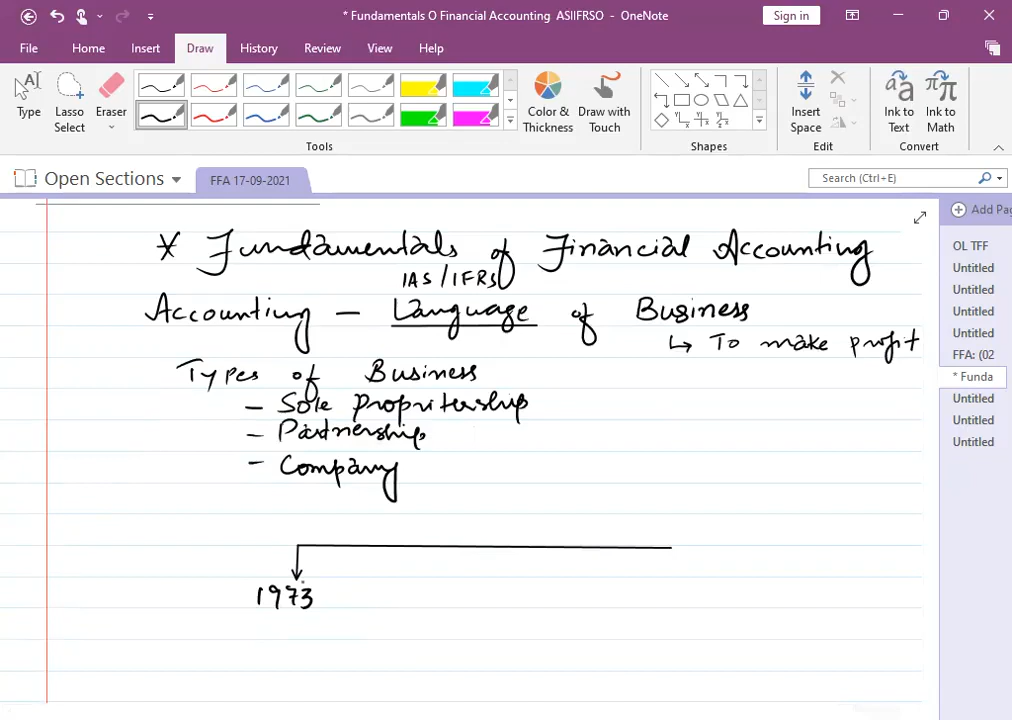 * Fundamentals O Financial Accounting ASIIFRSO - OneNote
Sign in
File Home Insert Draw History Review View Help
Type
Lasso Select
Eraser
Color & Thickness
Draw with Touch
Insert Space
Ink to Text
Ink to Math
Tools Shapes Edit Convert
Open Sections
FFA 17-09-2021
Search (Ctrl+E)
Add Pag
OL TFF
Untitled
Untitled
Untitled
Untitled
FFA: (02
* Funda
Untitled
Untitled
Untitled
* Fundamentals of Financial Accounting
IAS/IFRS
Accounting - Language of Business
↳ To make profit
Types of Business
- Sole propritership
- Partnership
- Company
1973